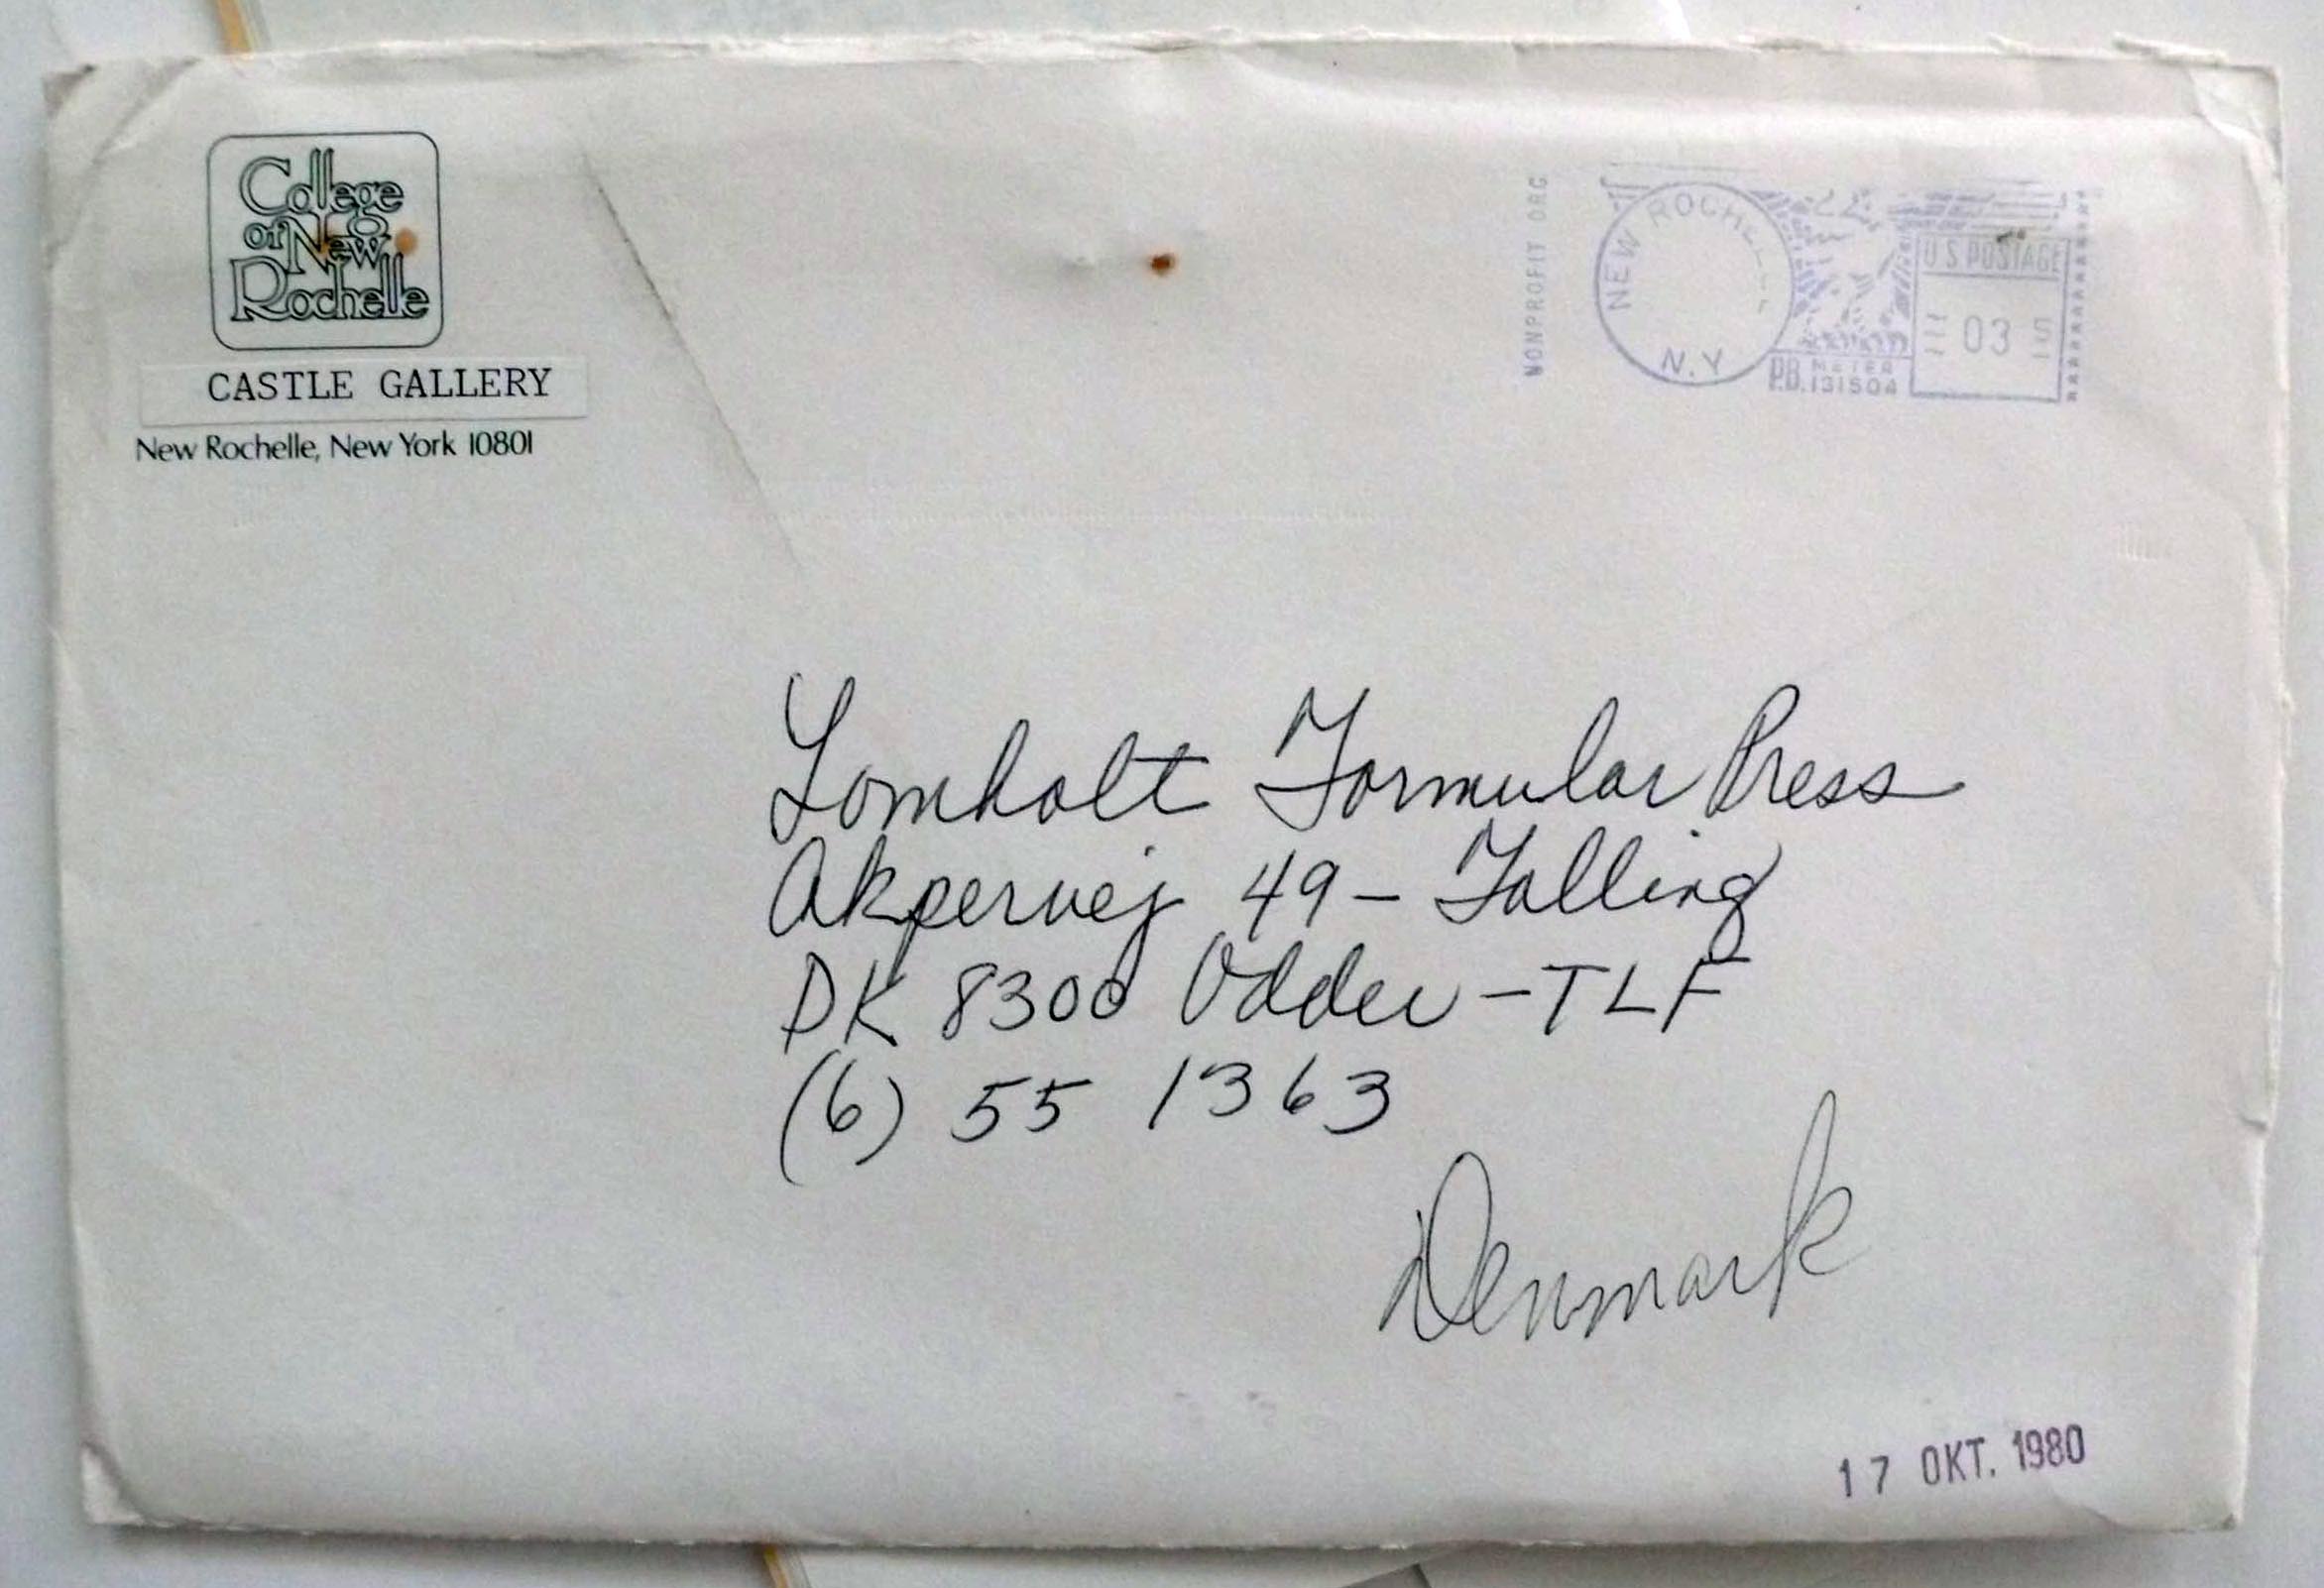 College
of New
Rochelle
CASTLE GALLERY
New Rochelle, New York 10801
NONPROFIT ORG
NEW ROCHELLE
N.Y
U S POSTAGE
03
P.B. METER
131504
Lomholt Formular Press
Akpervej 49 - Falling
DK 8300 Odder - TLF
(6) 55 1363
Denmark
17 OKT. 1980